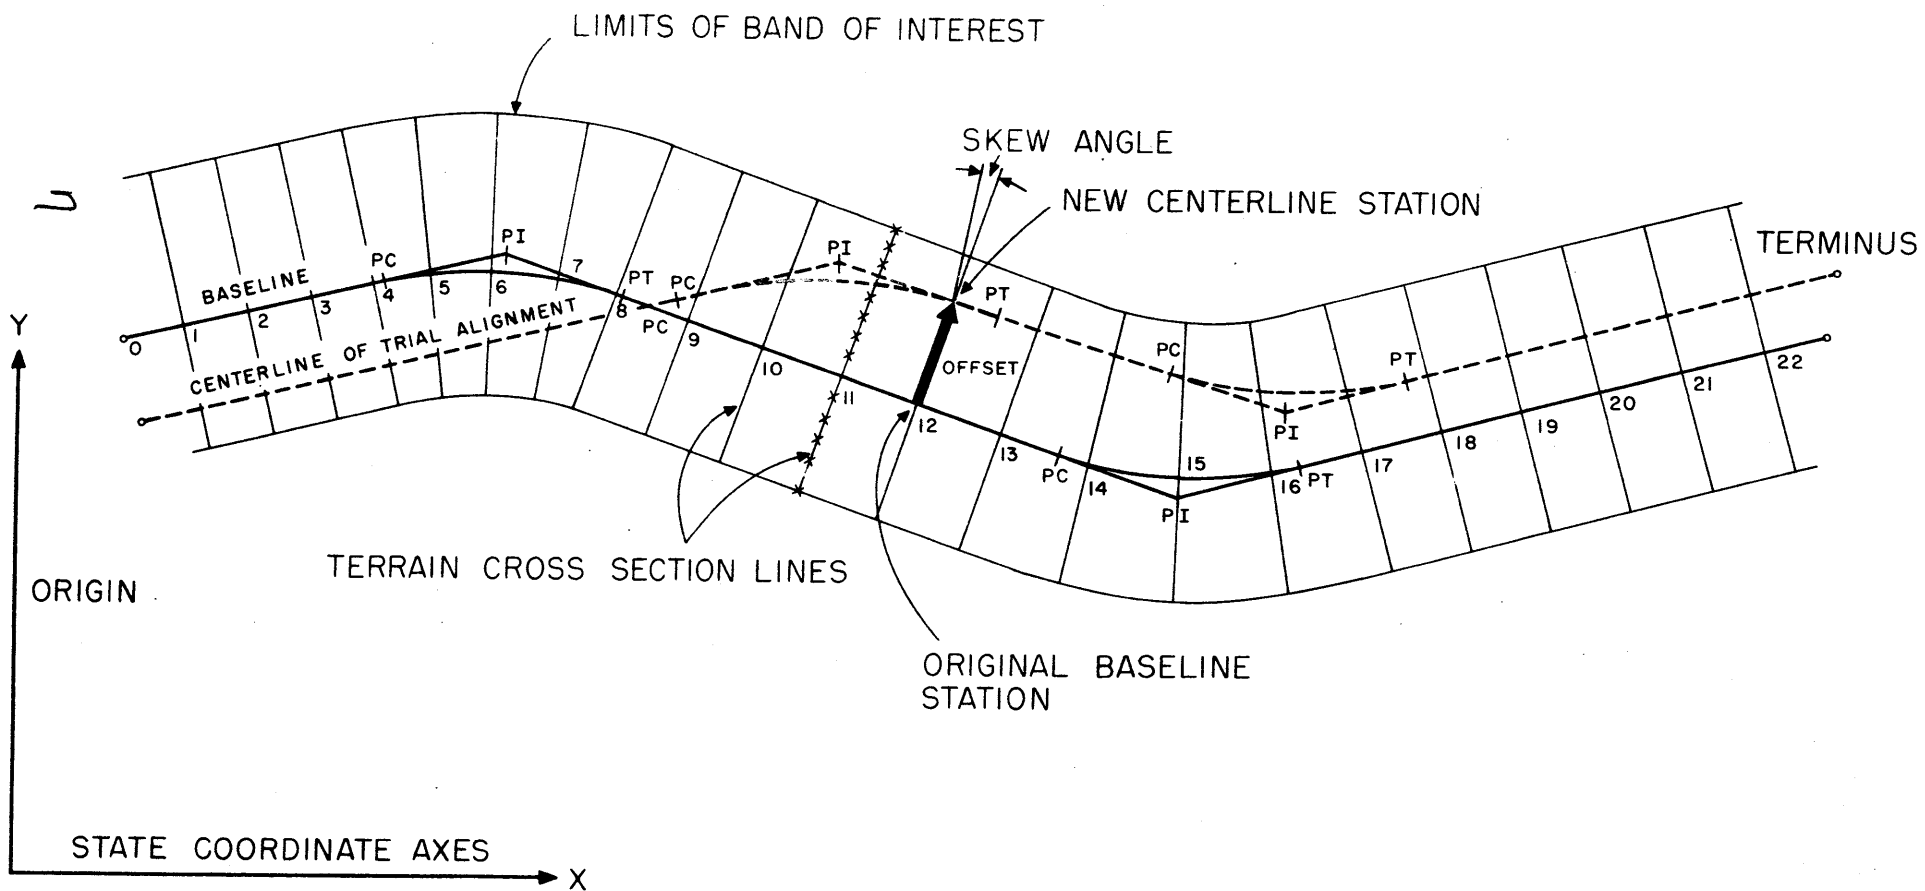 LIMITS OF BAND OF INTEREST
SKEW ANGLE
NEW CENTERLINE STATION
TERMINUS
PI
PC
BASELINE
0
1
2
3
4
5
6
7
8
PT
PC
PC
PI
PT
CENTERLINE OF TRIAL ALIGNMENT
9
10
11
OFFSET
12
13
PC
14
15
PI
16
PT
PC
PI
PT
17
18
19
20
21
22
Y
ORIGIN
TERRAIN CROSS SECTION LINES
ORIGINAL BASELINE
STATION
STATE COORDINATE AXES
X